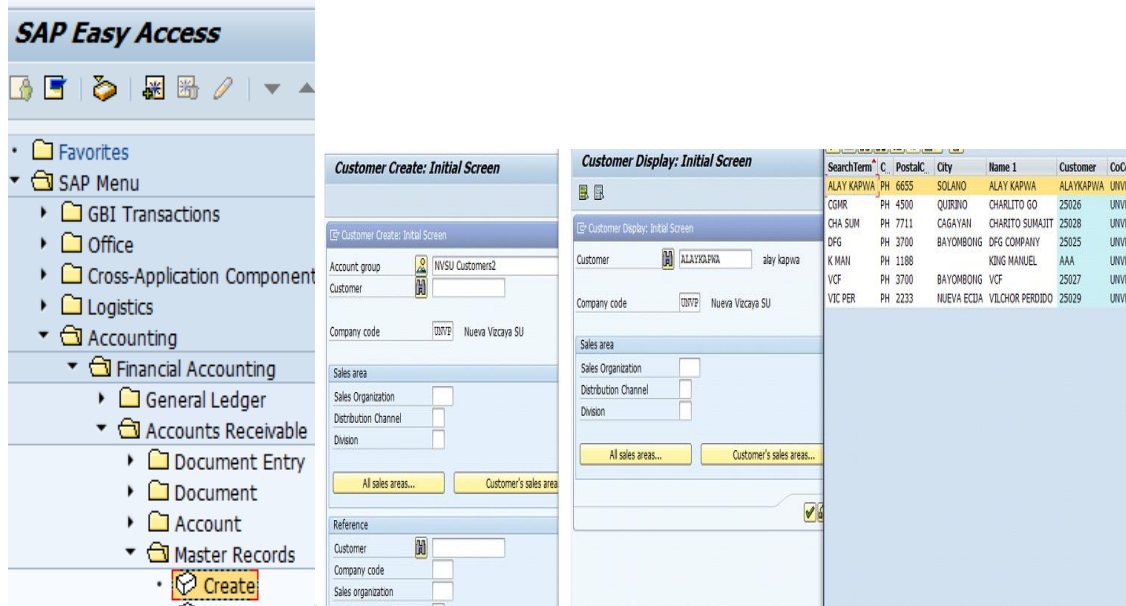 SAP Easy Access
Favorites
SAP Menu
GBI Transactions
Office
Cross-Application Component
Logistics
Accounting
Financial Accounting
General Ledger
Accounts Receivable
Document Entry
Document
Account
Master Records
Create
Customer Create: Initial Screen
Customer Create: Initial Screen
Account group NVSU Customers2
Customer
Company code UNVP Nueva Vizcaya SU
Sales area
Sales Organization
Distribution Channel
Division
All sales areas... Customer's sales area
Reference
Customer
Company code
Sales organization
Customer Display: Initial Screen
Customer Display: Initial Screen
Customer ALAYKAPWA alay kapwa
Company code UNVP Nueva Vizcaya SU
Sales area
Sales Organization
Distribution Channel
Division
All sales areas... Customer's sales areas...
SearchTerm C.. PostalC.. City Name 1 Customer CoC
ALAY KAPWA PH 6655 SOLANO ALAY KAPWA ALAYKAPWA UNV
CGMR PH 4500 QUIRINO CHARLITO GO 25026 UNV
CHA SUM PH 7711 CAGAYAN CHARITO SUMAJIT 25028 UNV
DFG PH 3700 BAYOMBONG DFG COMPANY 25025 UNV
K MAN PH 1188 KING MANUEL AAA UNV
VCF PH 3700 BAYOMBONG VCF 25027 UNV
VIC PER PH 2233 NUEVA ECIJA VILCHOR PERDIDO 25029 UNV